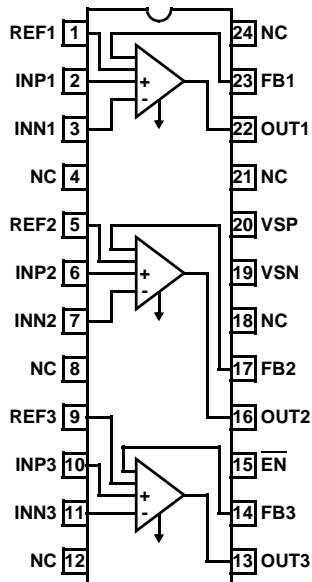 REF1 1 24 NC
INP1 2 + 23 FB1
INN1 3 - 22 OUT1
NC 4 21 NC
REF2 5 20 VSP
INP2 6 + 19 VSN
INN2 7 - 18 NC
NC 8 17 FB2
REF3 9 16 OUT2
INP3 10 + 15 E̅N̅
INN3 11 - 14 FB3
NC 12 13 OUT3